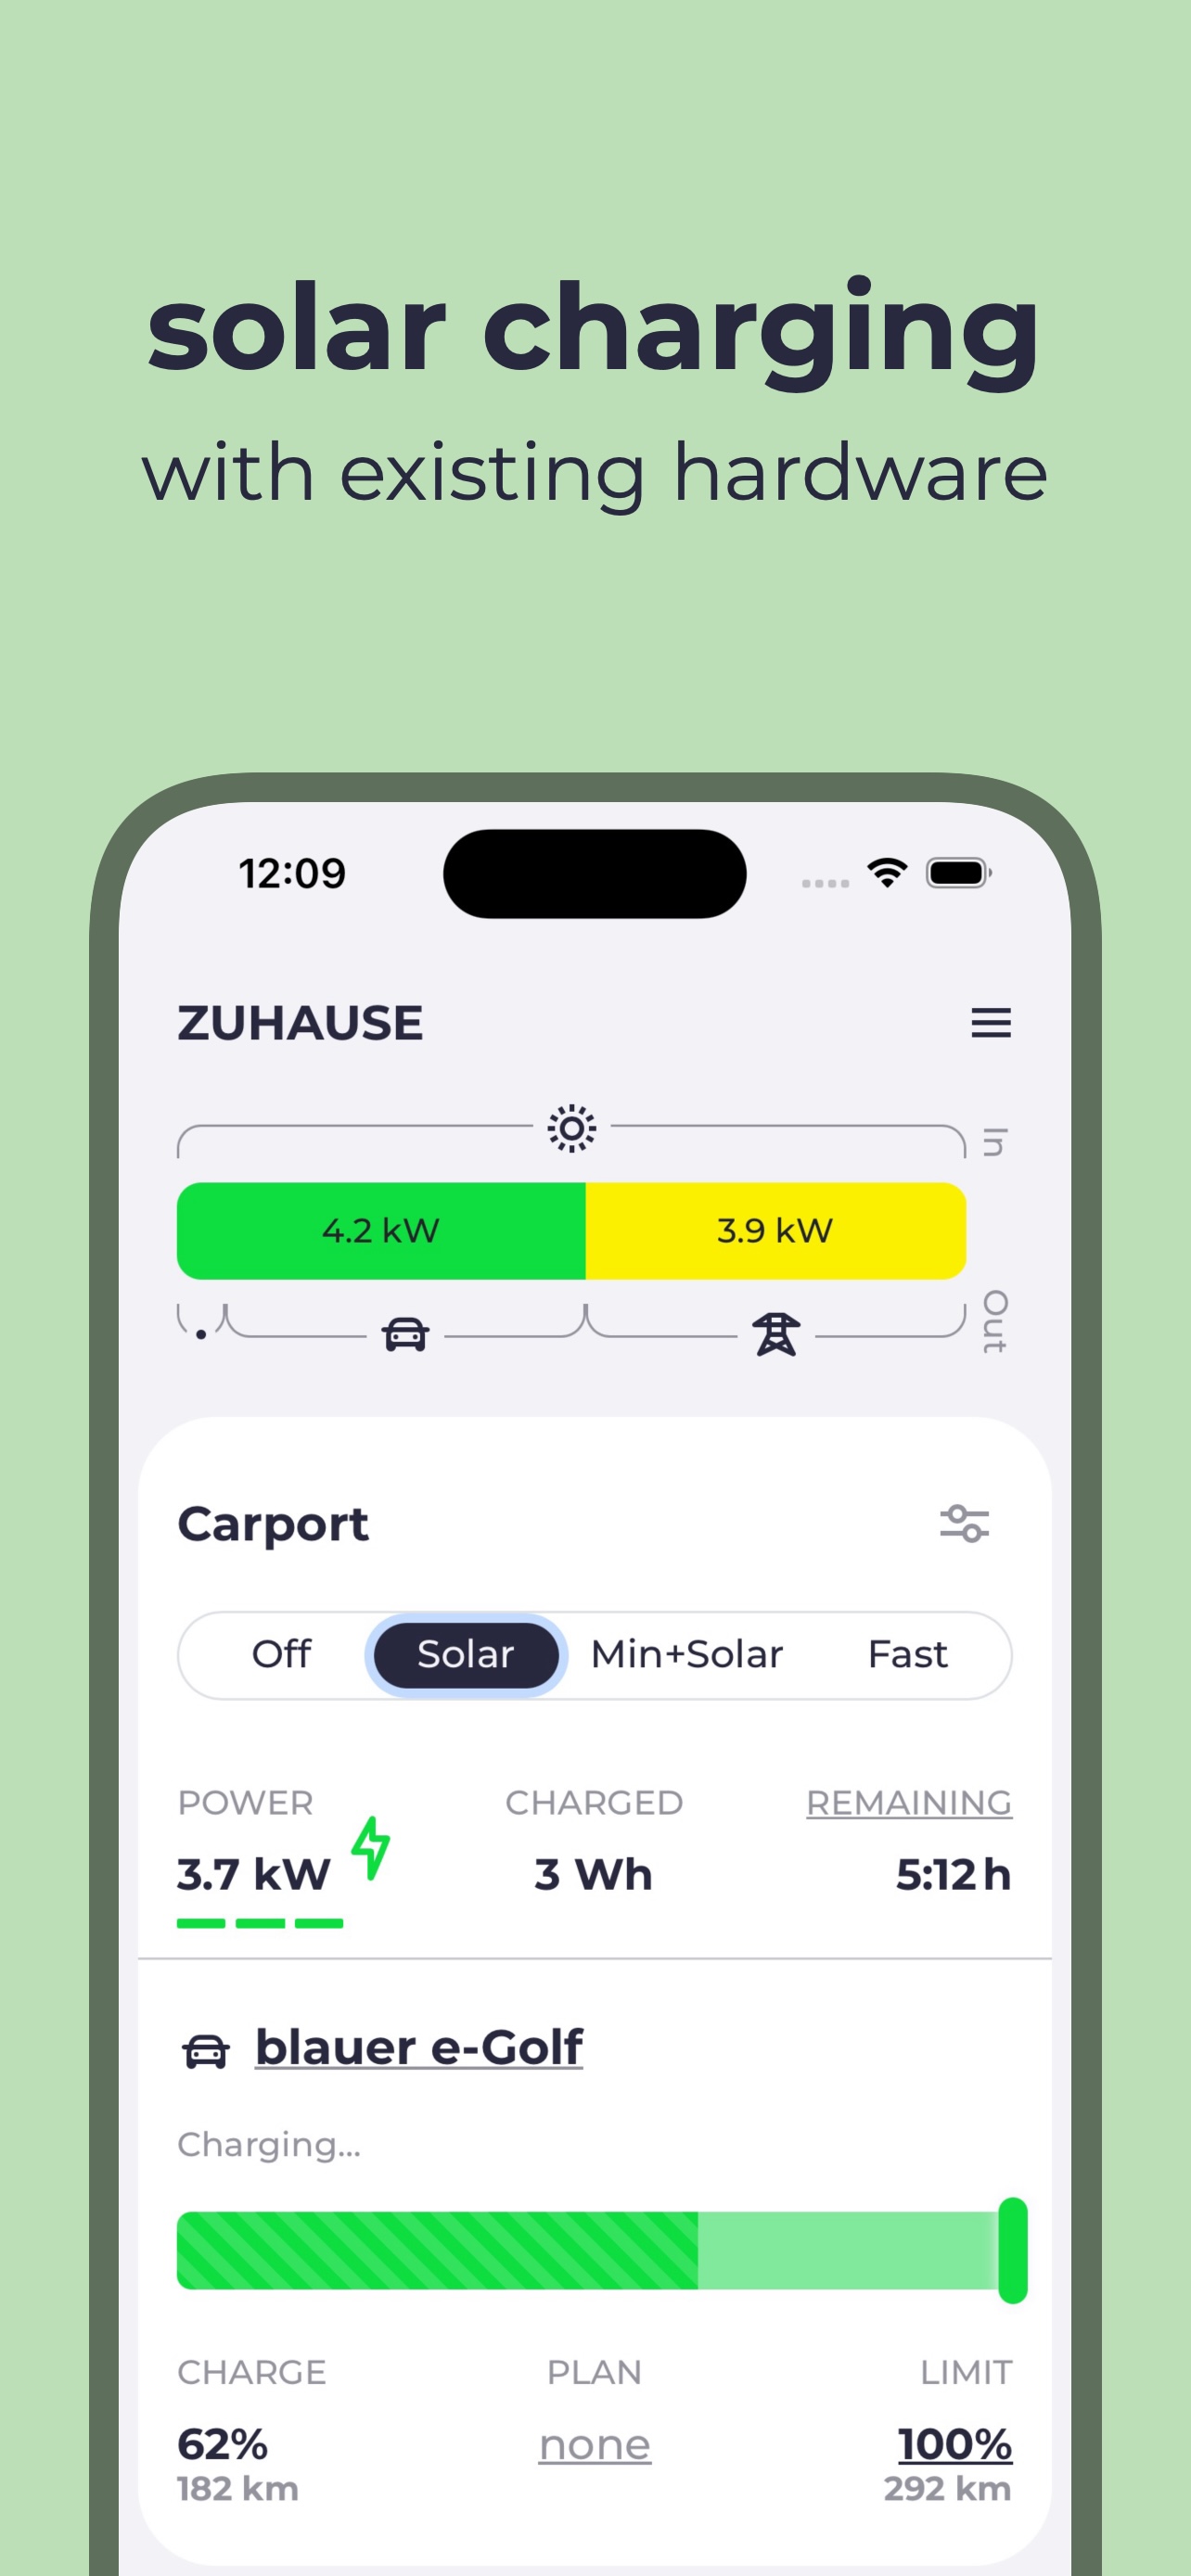 solar charging
with existing hardware
12:09
ZUHAUSE
In
4.2 kW 3.9 kW
Out
Carport
Off Solar Min+Solar Fast
POWER CHARGED REMAINING
3.7 kW 3 Wh 5:12 h
blauer e-Golf
Charging...
CHARGE PLAN LIMIT
62% none 100%
182 km 292 km